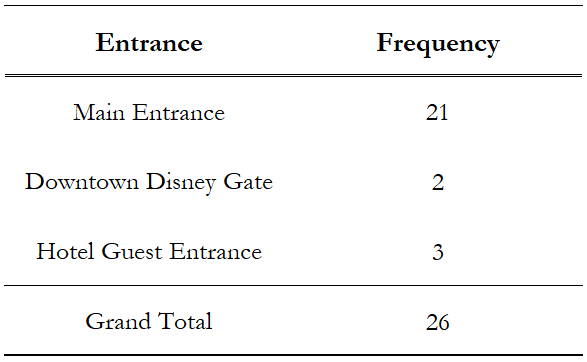 Entrance Frequency
Main Entrance 21
Downtown Disney Gate 2
Hotel Guest Entrance 3
Grand Total 26